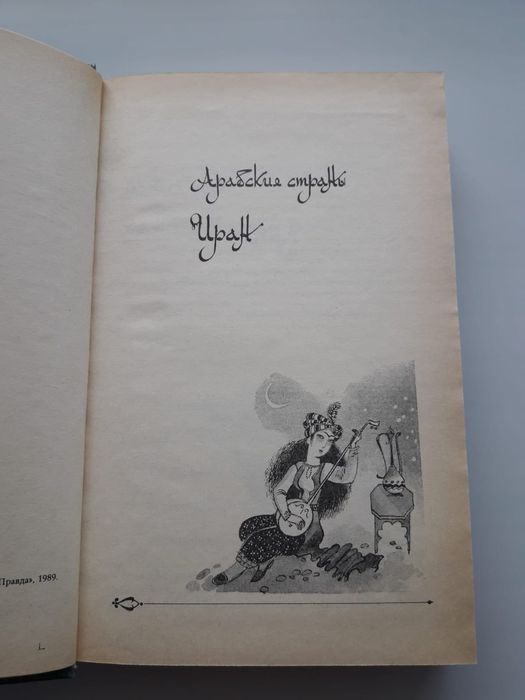 Арабские страны
Иран
Правда», 1989.